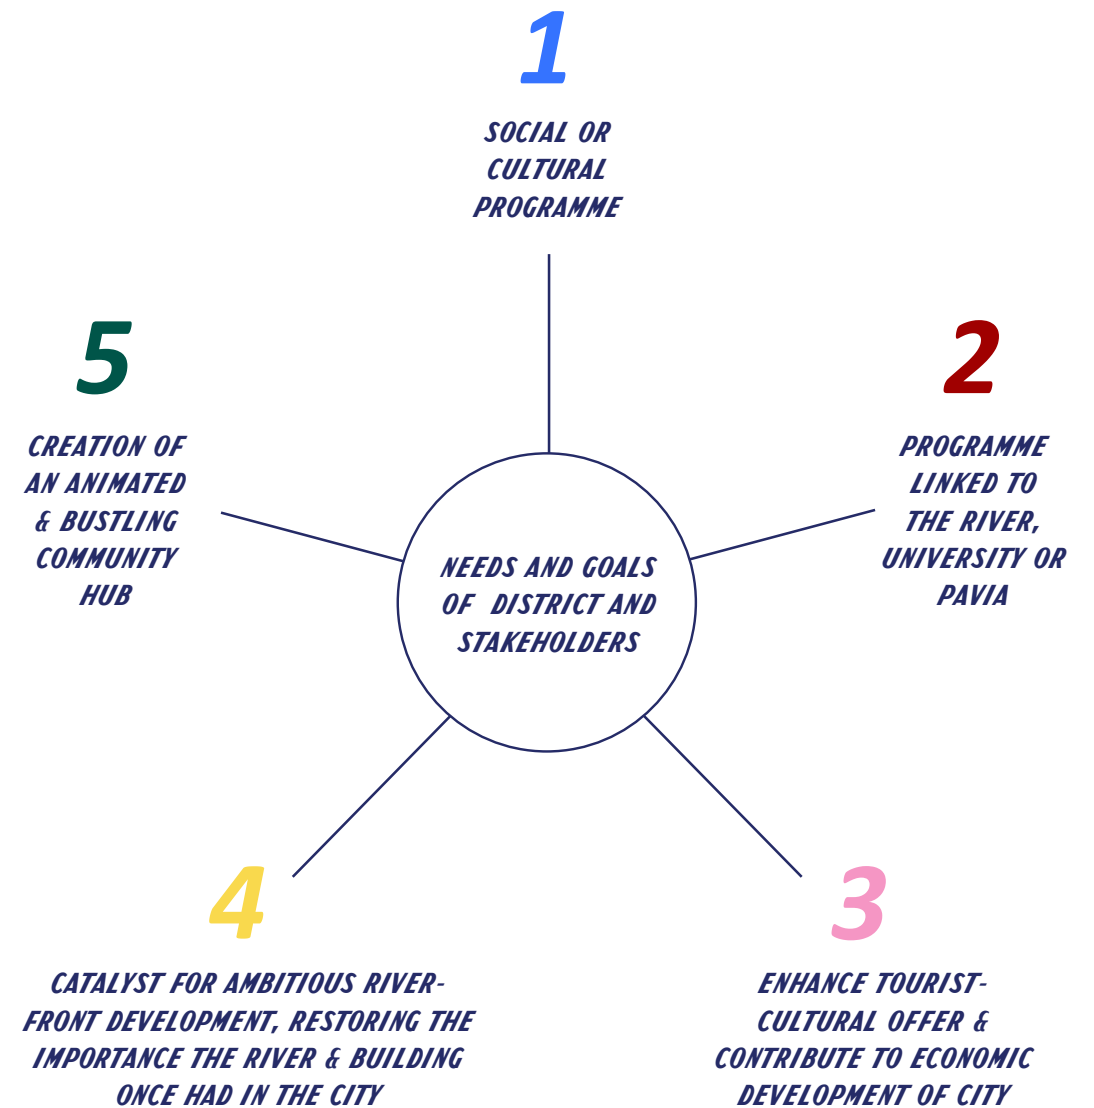 1
SOCIAL OR
CULTURAL
PROGRAMME
2
PROGRAMME
LINKED TO
THE RIVER,
UNIVERSITY OR
PAVIA
3
ENHANCE TOURIST-
CULTURAL OFFER &
CONTRIBUTE TO ECONOMIC
DEVELOPMENT OF CITY
4
CATALYST FOR AMBITIOUS RIVER-
FRONT DEVELOPMENT, RESTORING THE
IMPORTANCE THE RIVER & BUILDING
ONCE HAD IN THE CITY
5
CREATION OF
AN ANIMATED
& BUSTLING
COMMUNITY
HUB
NEEDS AND GOALS
OF DISTRICT AND
STAKEHOLDERS